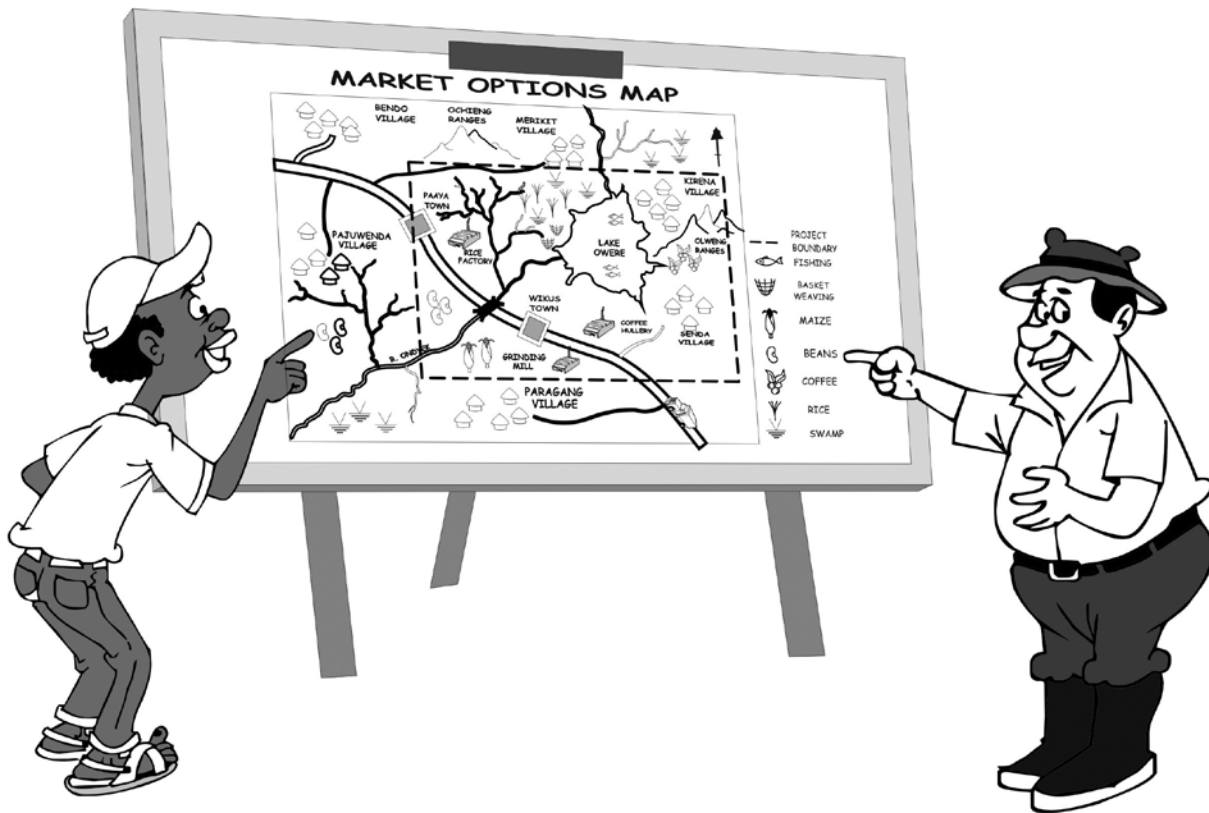 MARKET OPTIONS MAP
BENDO
VILLAGE
OCHIENG
RANGES
MERIKIT
VILLAGE
KIRENA
VILLAGE
PAAYA
TOWN
PAJUWENDA
VILLAGE
RICE
FACTORY
LAKE
OWERE
OLWENG
RANGES
WIKUS
TOWN
COFFEE
HULLERY
SENDA
VILLAGE
R.
GRINDING
MILL
PARAGANG
VILLAGE
PROJECT
BOUNDARY
FISHING
BASKET
WEAVING
MAIZE
BEANS
COFFEE
RICE
SWAMP